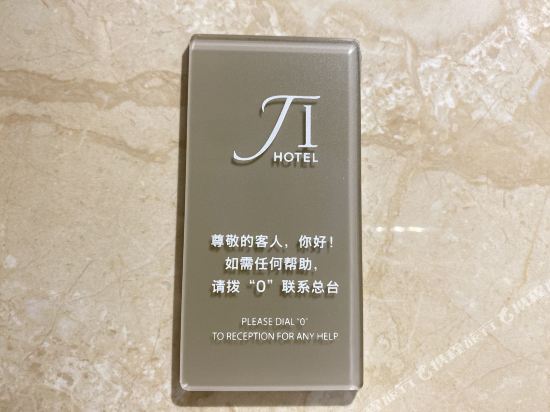 JI
HOTEL
尊敬的客人，你好！
如需任何帮助，
请拨“0”联系总台
PLEASE DIAL “0”
TO RECEPTION FOR ANY HELP